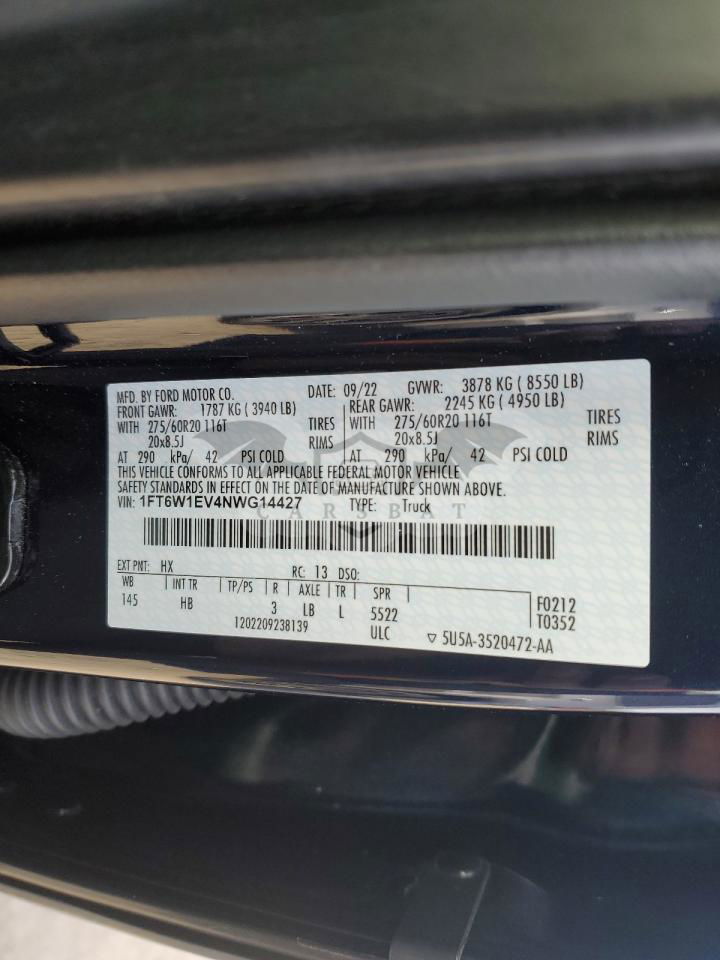 MFD. BY FORD MOTOR CO. DATE: 09/22 GVWR: 3878 KG ( 8550 LB)
FRONT GAWR: 1787 KG ( 3940 LB) REAR GAWR: 2245 KG ( 4950 LB)
WITH 275/60R20 116T TIRES WITH 275/60R20 116T TIRES
20x8.5J RIMS 20x8.5J RIMS
AT 290 kPa/ 42 PSI COLD AT 290 kPa/ 42 PSI COLD
THIS VEHICLE CONFORMS TO ALL APPLICABLE FEDERAL MOTOR VEHICLE
SAFETY STANDARDS IN EFFECT ON THE DATE OF MANUFACTURE SHOWN ABOVE.
VIN: 1FT6W1EV4NWG14427 TYPE: Truck
CARSBAT
EXT PNT: HX RC: 13 DSO:
WB INT TR TP/PS R AXLE TR SPR
145 HB 3 LB L 5522
F0212
T0352
1202209238139 ULC ▽ 5U5A-3520472-AA